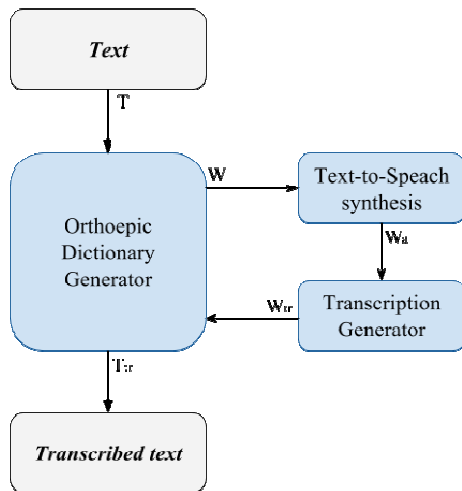 Text
T
Orthoepic
Dictionary
Generator
W
Text-to-Speach
synthesis
Wa
Transcription
Generator
Wtr
Ttr
Transcribed text